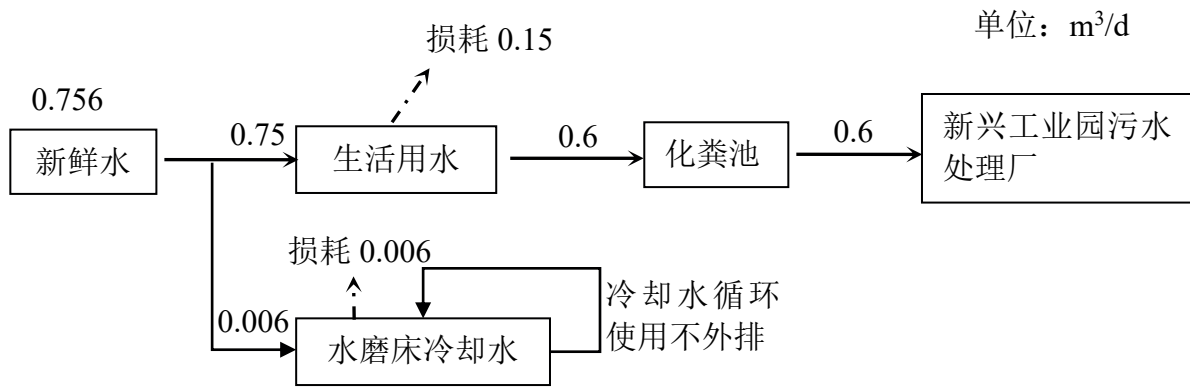 单位：m³/d
损耗 0.15
0.756
新鲜水
0.75
生活用水
0.6
化粪池
0.6
新兴工业园污水
处理厂
损耗 0.006
0.006
水磨床冷却水
冷却水循环
使用不外排